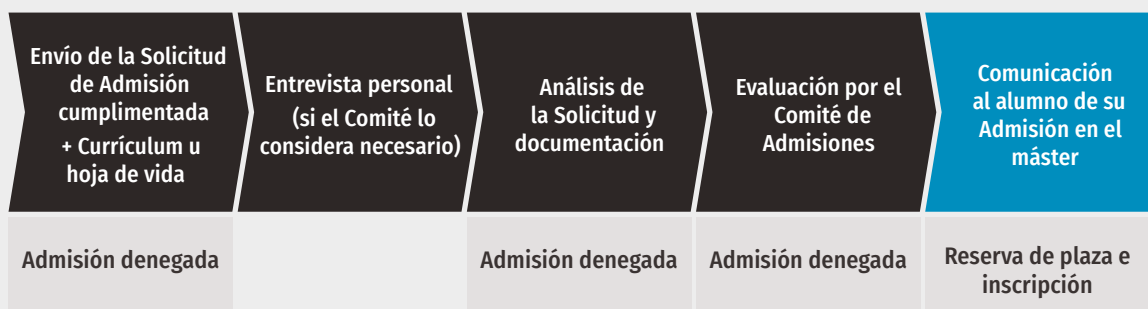 Envío de la Solicitud
de Admisión
cumplimentada
+ Currículum u
hoja de vida
Entrevista personal
(si el Comité lo
considera necesario)
Análisis de
la Solicitud y
documentación
Evaluación por el
Comité de
Admisiones
Comunicación
al alumno de su
Admisión en el
máster
Admisión denegada
Admisión denegada
Admisión denegada
Reserva de plaza e
inscripción